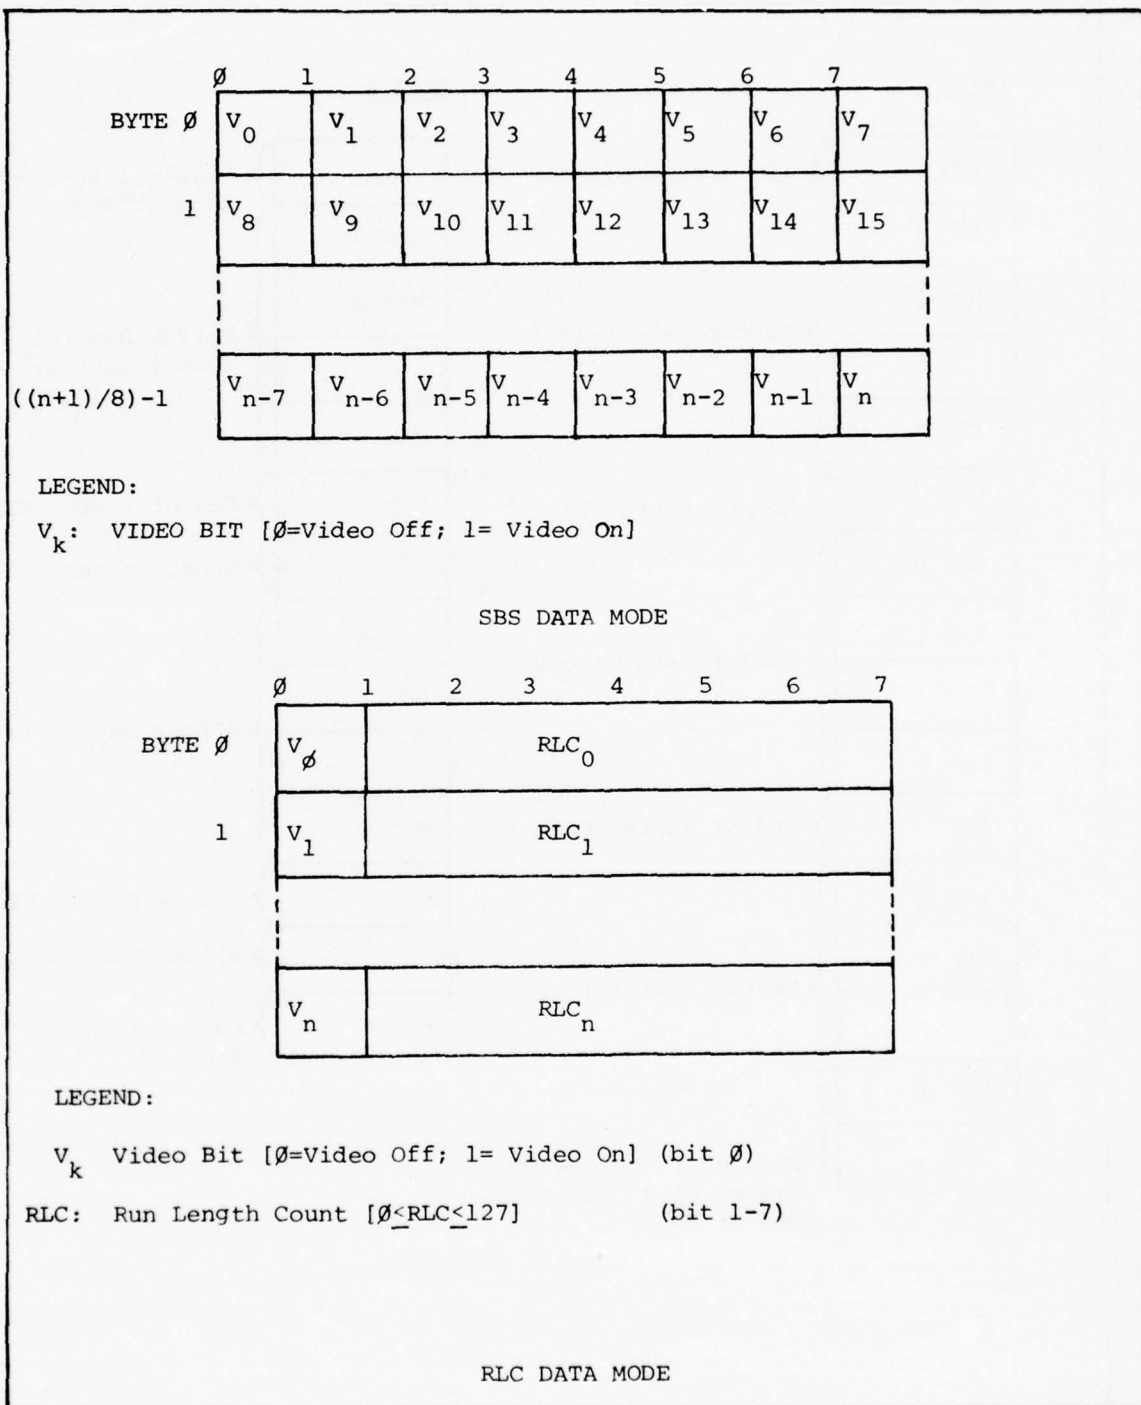 Ø 1 2 3 4 5 6 7
BYTE Ø V0 V1 V2 V3 V4 V5 V6 V7
1 V8 V9 V10 V11 V12 V13 V14 V15
((n+1)/8)-1 Vn-7 Vn-6 Vn-5 Vn-4 Vn-3 Vn-2 Vn-1 Vn
LEGEND:
Vk: VIDEO BIT [Ø=Video Off; 1= Video On]
SBS DATA MODE
Ø 1 2 3 4 5 6 7
BYTE Ø VØ RLC0
1 V1 RLC1
Vn RLCn
LEGEND:
Vk Video Bit [Ø=Video Off; 1= Video On] (bit Ø)
RLC: Run Length Count [Ø≤RLC≤127] (bit 1-7)
RLC DATA MODE